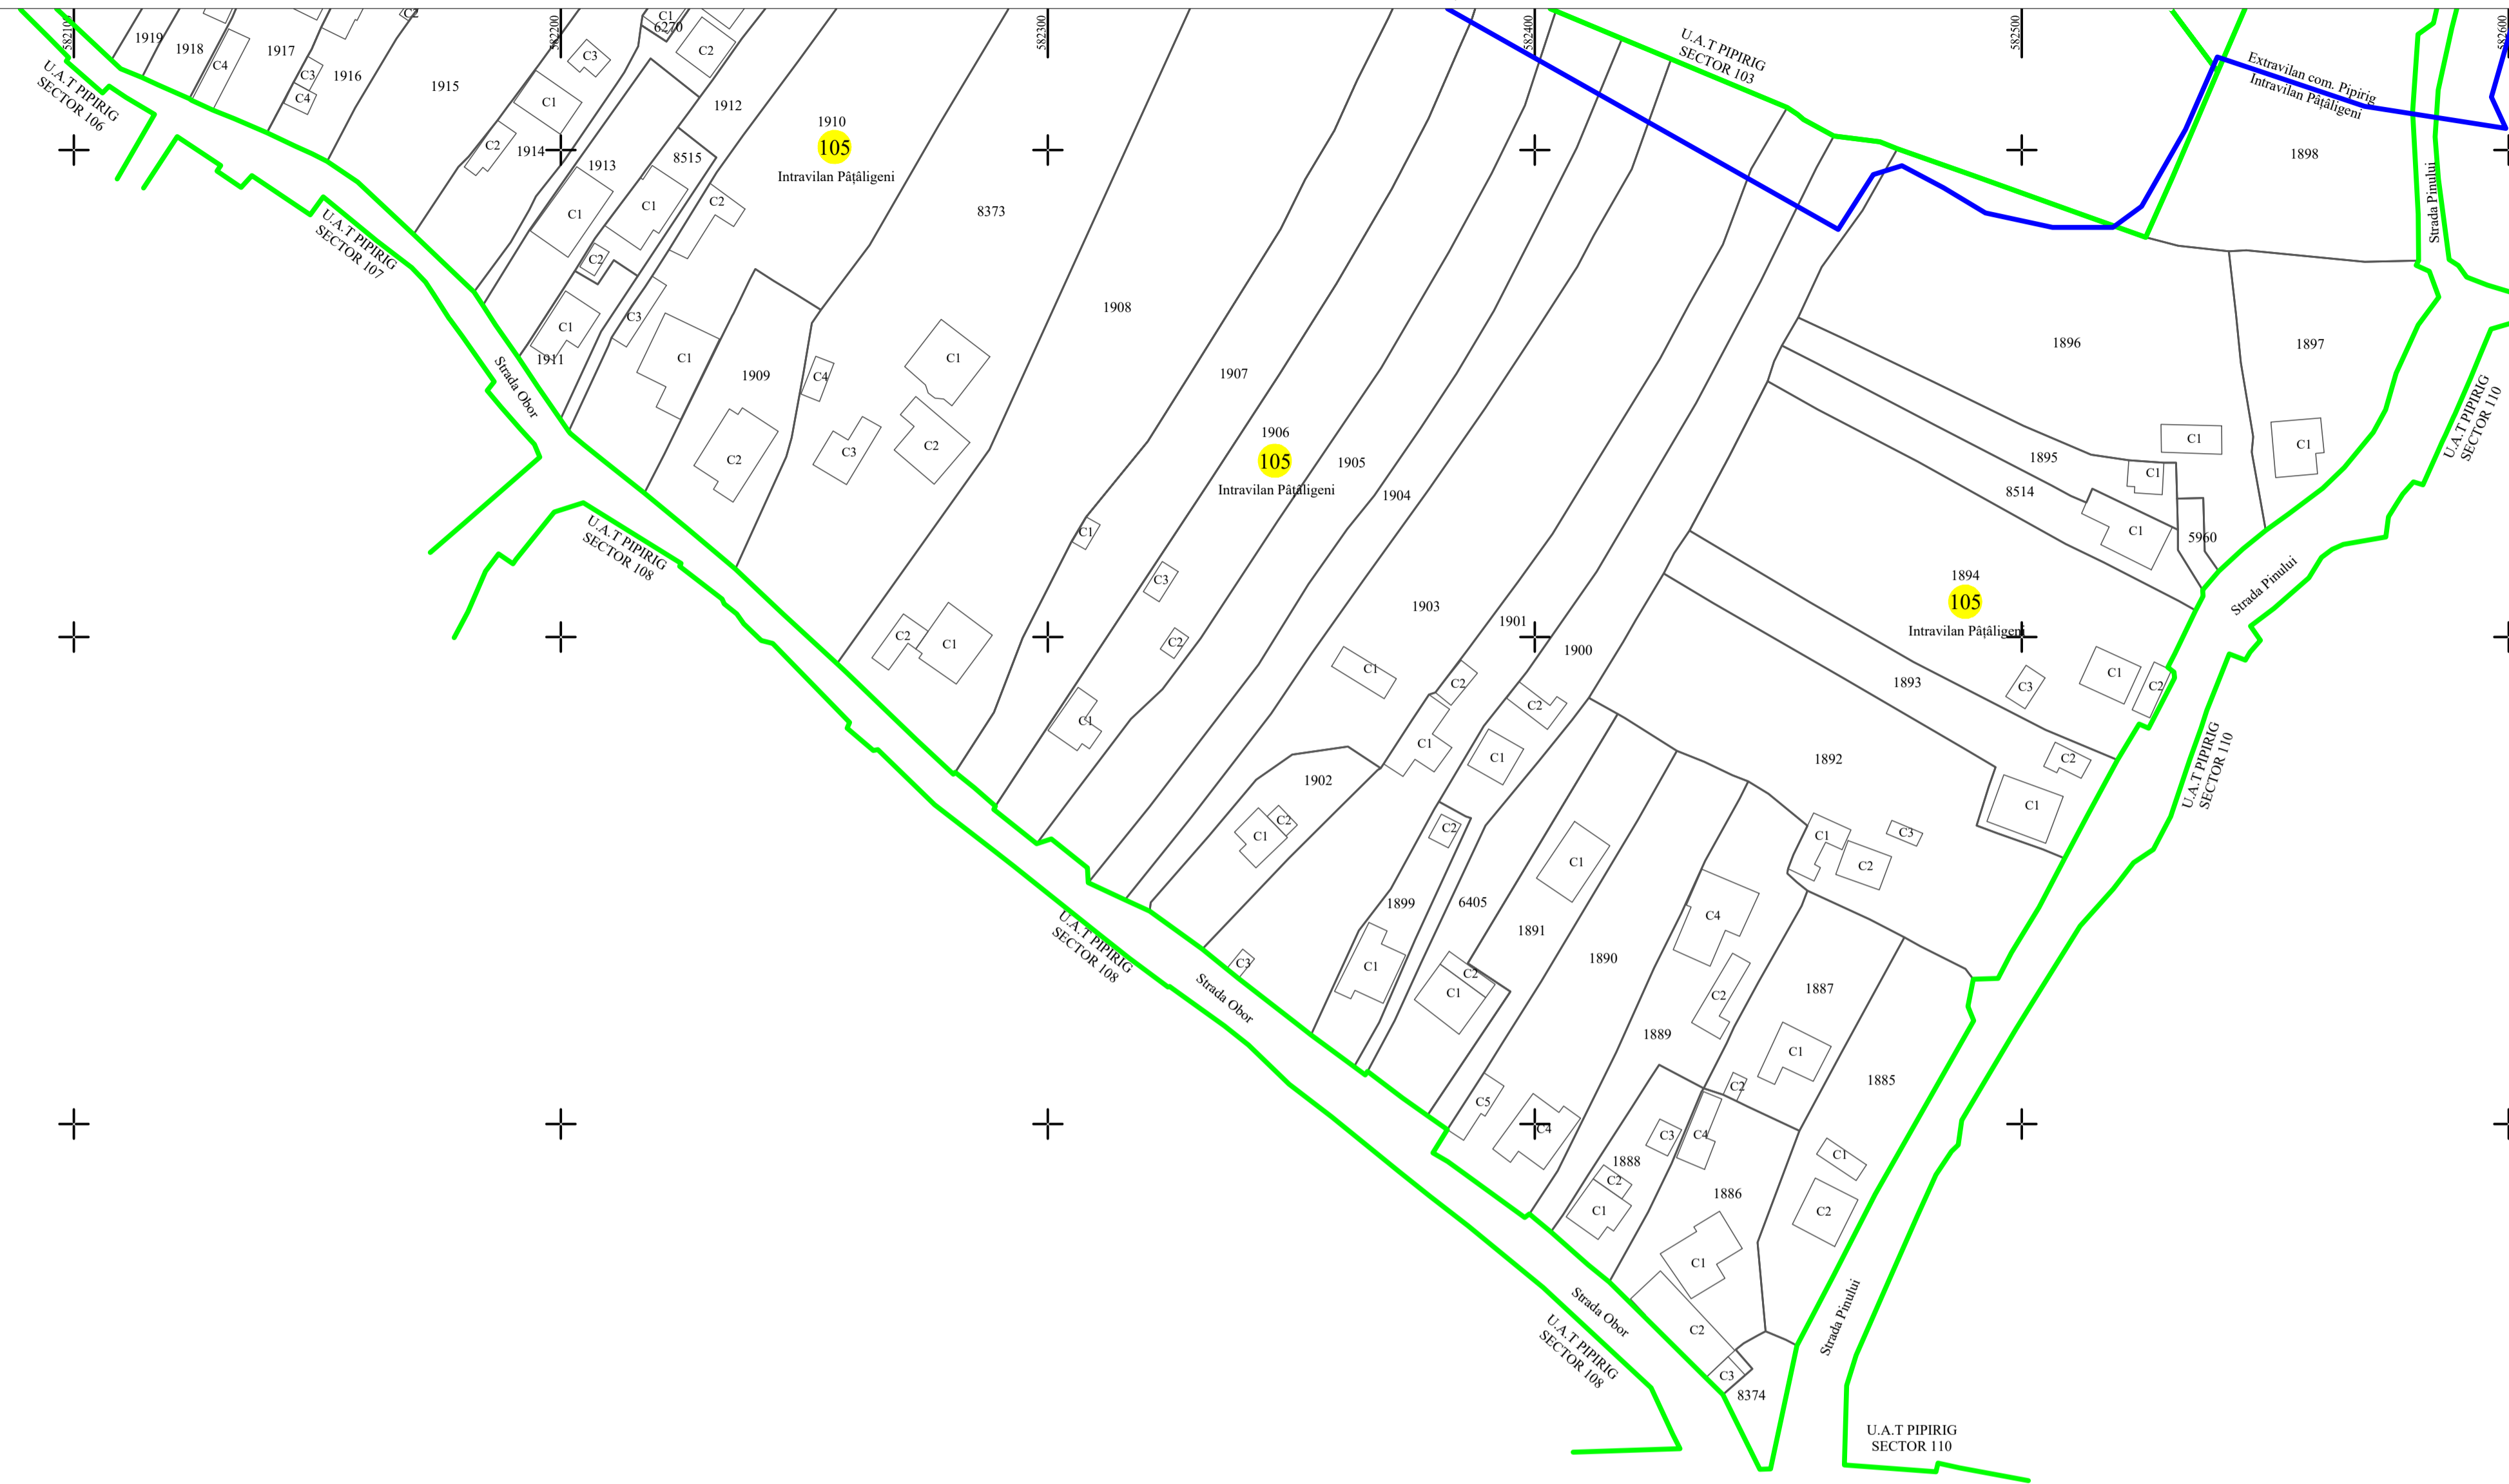 582100
582200
582300
582400
582500
582600
1919
1918
C4
1917
C3
C4
1916
C2
1915
C1
6270
C2
C3
C1
C2
1914
1913
C1
C2
8515
C1
1912
C2
C3
1911
C1
U.A.T PIPIRIG
SECTOR 106
U.A.T PIPIRIG
SECTOR 107
Strada Obor
1910
105
Intravilan Pâțâligeni
8373
1908
C1
1909
C2
C4
C3
C1
C2
U.A.T PIPIRIG
SECTOR 103
Extravilan com. Pipirig
Intravilan Pâțâligeni
1898
Strada Pinului
1907
1906
105
Intravilan Pâțâligeni
1905
1904
1896
1897
C1
C1
1895
C1
8514
C1
5960
U.A.T PIPIRIG
SECTOR 110
Strada Pinului
U.A.T PIPIRIG
SECTOR 108
C2
C1
C1
C3
C2
C1
1903
C1
1901
1900
C2
C1
C2
C1
1894
105
Intravilan Pâțâligeni
1893
C3
C1
C2
C2
C1
1892
U.A.T PIPIRIG
SECTOR 110
1902
C1
C2
C3
C2
1899
C1
6405
C2
C1
C1
1891
1890
C5
C4
C1
C2
C3
C4
C2
1889
1887
C1
C2
1885
C1
C2
U.A.T PIPIRIG
SECTOR 108
Strada Obor
C3
C4
1888
C2
C1
1886
C1
C2
C3
8374
Strada Obor
Strada Pinului
U.A.T PIPIRIG
SECTOR 108
U.A.T PIPIRIG
SECTOR 110